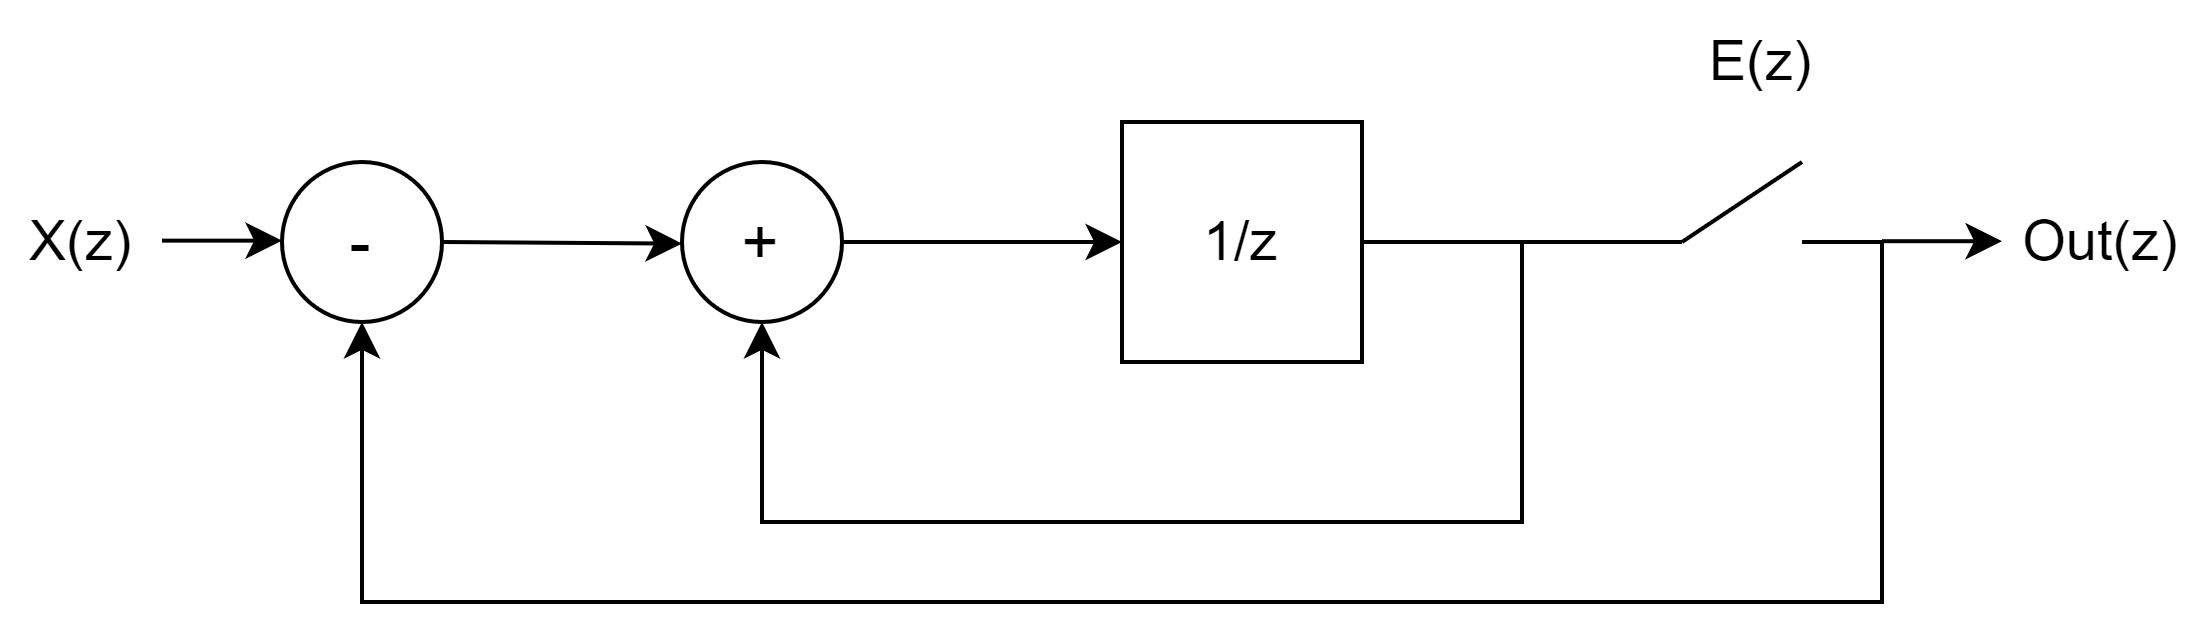 E(z)
X(z)
-
+
1/z
Out(z)